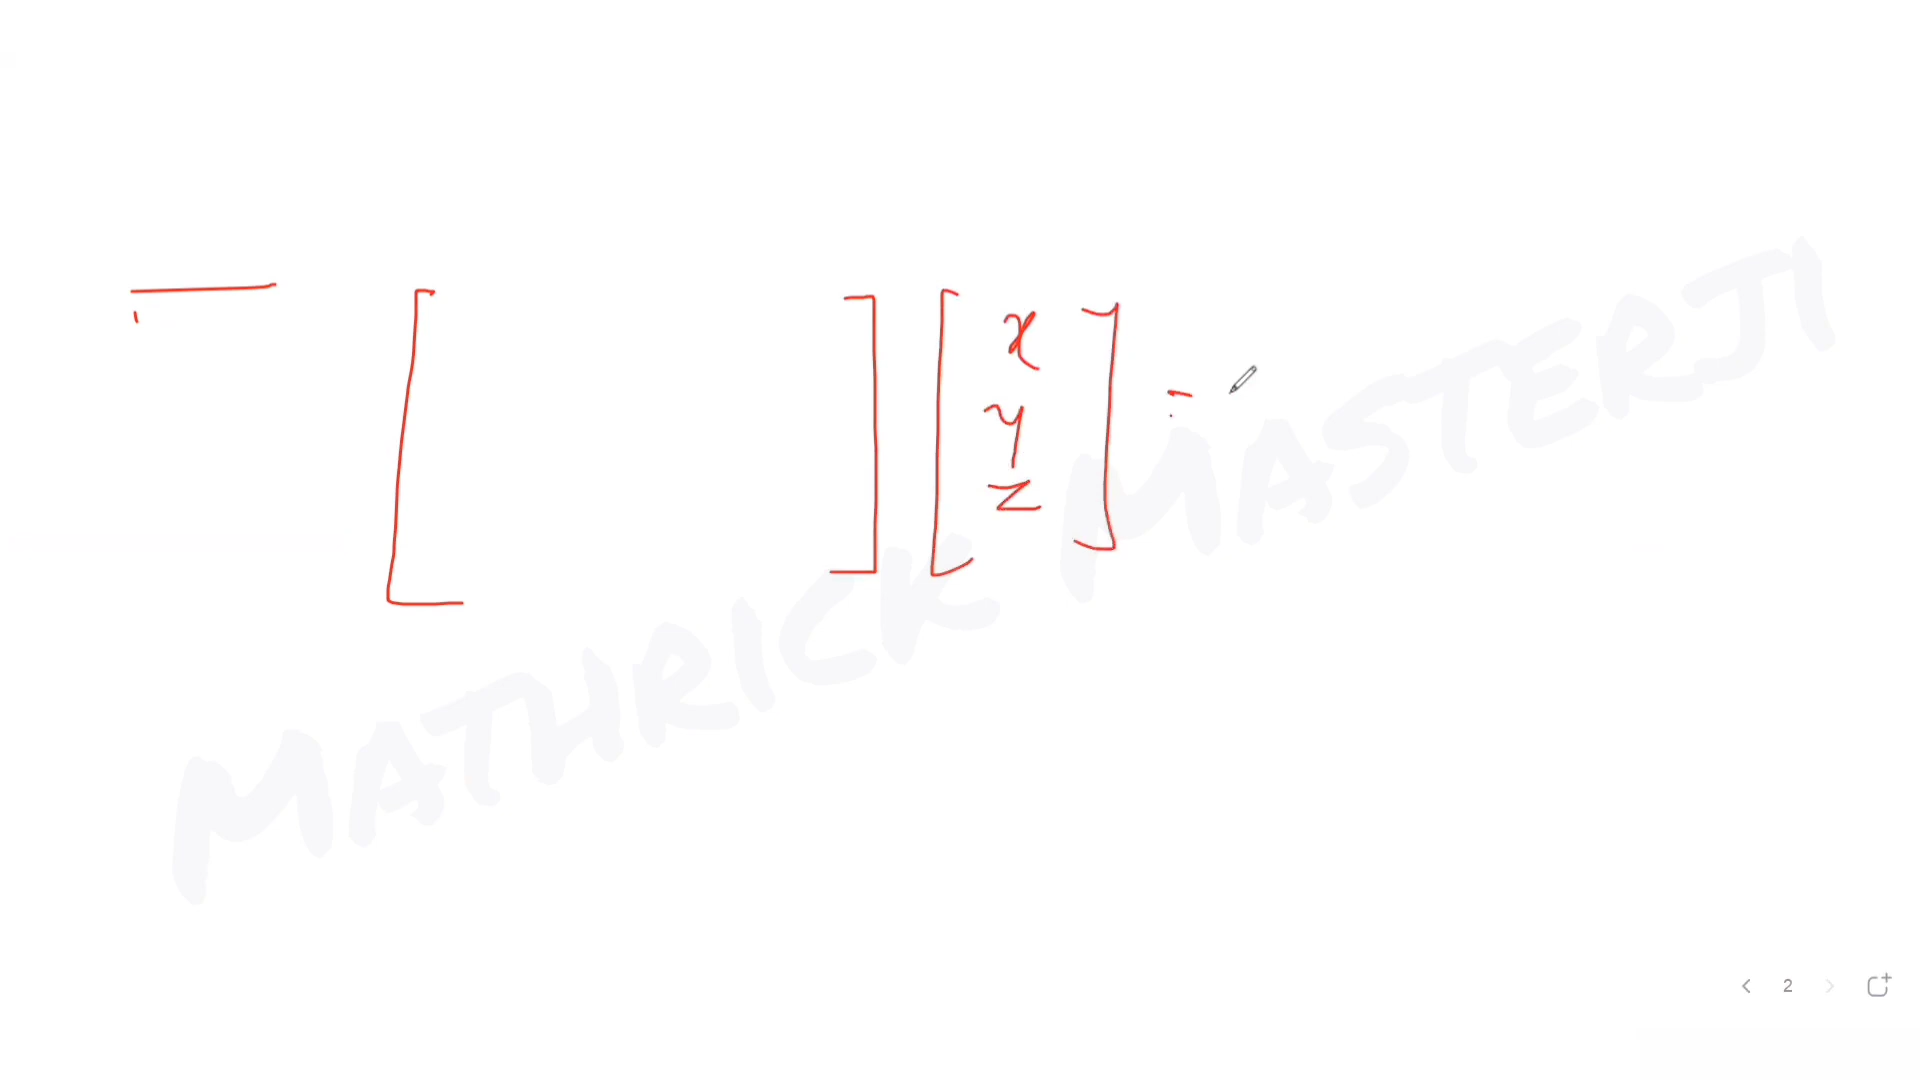 [ ] [ x ] =
y
z
MATHRICK MASTERJI
2